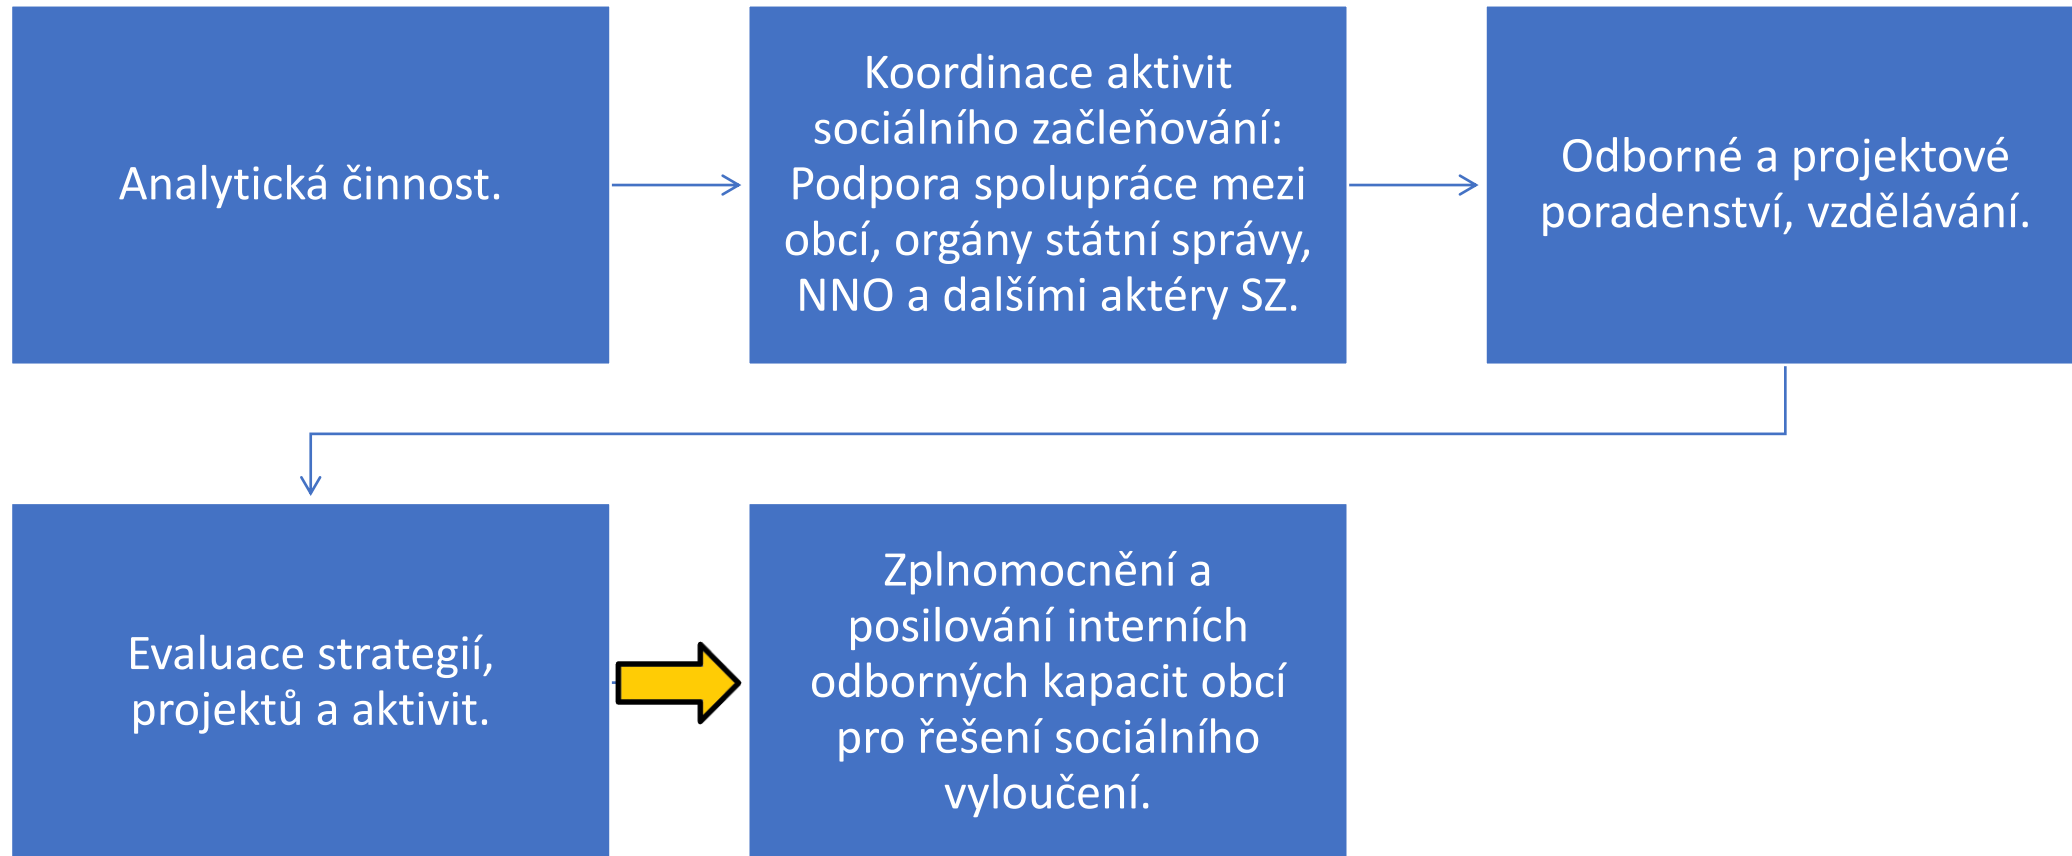 Analytická činnost.
Koordinace aktivit
sociálního začleňování:
Podpora spolupráce mezi
obcí, orgány státní správy,
NNO a dalšími aktéry SZ.
Odborné a projektové
poradenství, vzdělávání.
Evaluace strategií,
projektů a aktivit.
Zplnomocnění a
posilování interních
odborných kapacit obcí
pro řešení sociálního
vyloučení.